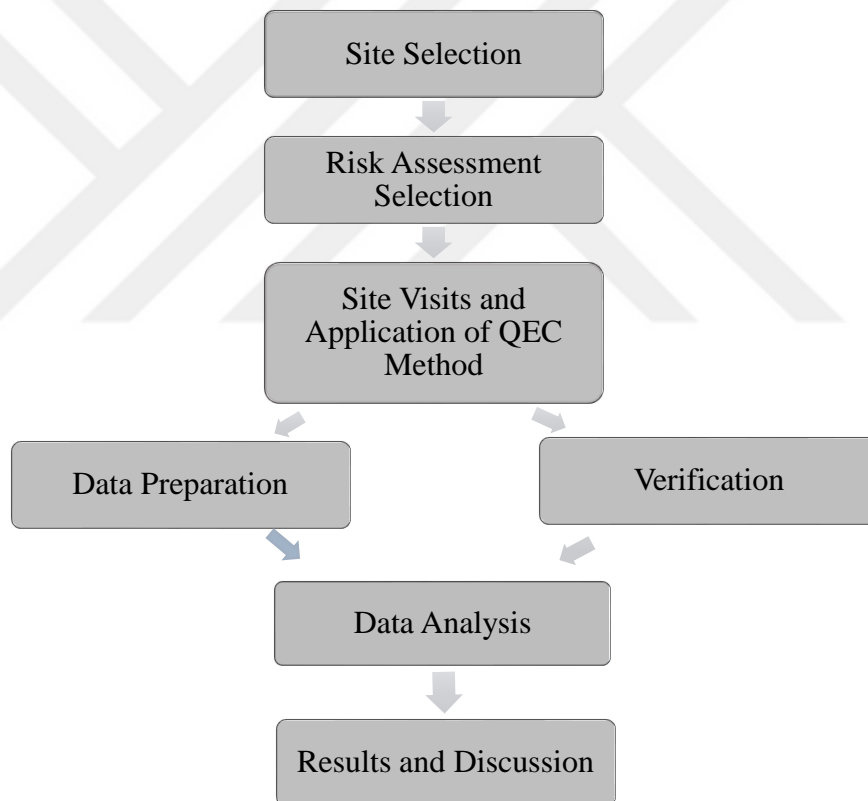 Site Selection
Risk Assessment
Selection
Site Visits and
Application of QEC
Method
Data Preparation
Verification
Data Analysis
Results and Discussion